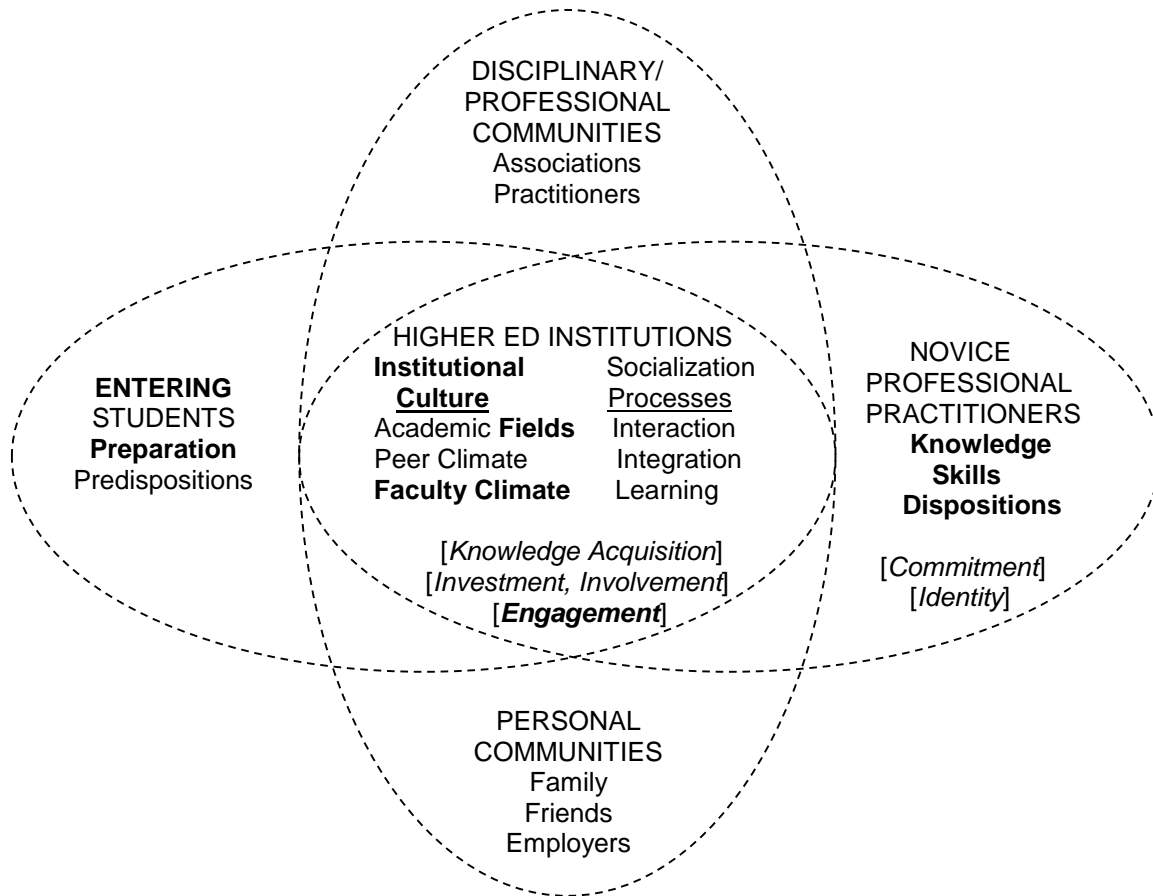 DISCIPLINARY/
PROFESSIONAL
COMMUNITIES
Associations
Practitioners
ENTERING
STUDENTS
Preparation
Predispositions
HIGHER ED INSTITUTIONS
Institutional Socialization
Culture Processes
Academic Fields Interaction
Peer Climate Integration
Faculty Climate Learning
[Knowledge Acquisition]
[Investment, Involvement]
[Engagement]
NOVICE
PROFESSIONAL
PRACTITIONERS
Knowledge
Skills
Dispositions
[Commitment]
[Identity]
PERSONAL
COMMUNITIES
Family
Friends
Employers